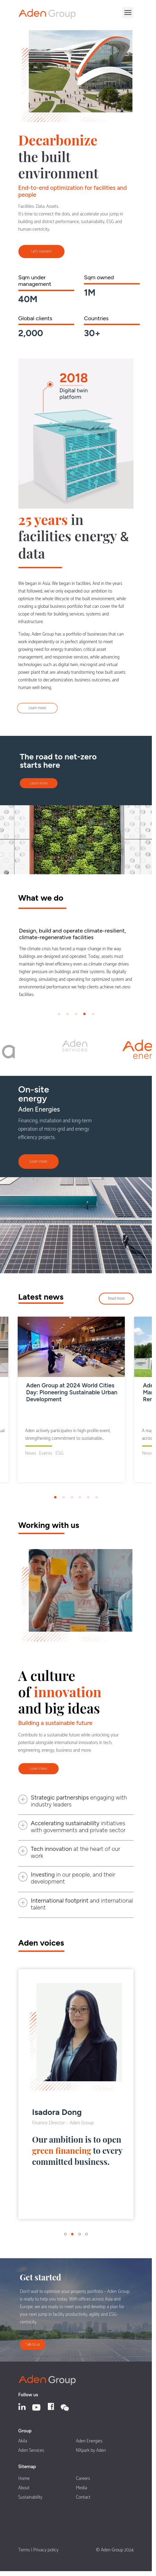 Aden Group
Decarbonize
the built
environment
End-to-end optimization for facilities and
people
Facilities. Data. Assets.
It's time to connect the dots, and accelerate your jump in
building and district performance, sustainability, ESG and
human-centricity.
Let's connect
Sqm under
management
40M
Sqm owned
1M
Global clients
2,000
Countries
30+
2018
Digital twin
platform
25 years in
facilities energy &
data
We began in Asia. We began in facilities. And in the years
that followed, we've only expanded our ambition to
optimize the whole lifecycle of the built environment, while
creating a global business portfolio that can cover the full
scope of needs for building services, systems and
infrastructure.
Today, Aden Group has a portfolio of businesses that can
work independently or in perfect alignment to meet
growing need for energy transition, critical asset
management, and responsive services, while advancing
technologies such as digital twin, microgrid and virtual
asset of plant, that transform how assets and built assets
contribute to decarbonization, business outcomes, and
human well-being.
Learn more
The road to net-zero
starts here
Learn more
What we do
Design, build and operate climate-resilient,
climate-regenerative facilities
The climate crisis has forced a major change in the way
buildings are designed and operated. Today, assets must
maintain high-level efficiency even as climate change drives
higher pressure on buildings and their systems. By digitally
designing, simulating and operating, we optimize for optimal
sustainability and performance we help clients achieve net-zero
facilities.
a
Aden
SERVICES
Aden
ener
On-site
energy
Aden Energies
Financing, installation and long-term
operation of micro-grid and energy
efficiency projects.
Learn more
Latest news
Read more
Aden Group at 2024 World Cities
Day: Pioneering Sustainable Urban
Development
Aden actively participates in high-profile event,
strengthening commitment to sustainable...
News Events ESG
Working with us
A culture
of innovation
and big ideas
Building a sustainable future
Contribute to a sustainable future while unlocking your
potential alongside international innovators in tech,
engineering, energy, business and more.
Learn more
Strategic partnerships engaging with
industry leaders
Accelerating sustainability initiatives
with governments and private sector
Tech innovation at the heart of our
work
Investing in our people, and their
development
International footprint and international
talent
Aden voices
Isadora Dong
Finance Director - Aden Group
Our ambition is to open
green financing to every
committed business.
Get started
Don't wait to optimize your property portfolio – Aden Group
is ready to help you today. With offices across Asia and
Europe, we are ready to meet you and develop a plan for
your next jump in facility productivity, agility, and ESG-
centricity.
Talk to us
Aden Group
Follow us
Group
Akila
Aden Energies
Aden Services
Nxpark by Aden
Sitemap
Home
Careers
About
Media
Sustainability
Contact
Terms | Privacy policy
© Aden Group 2024